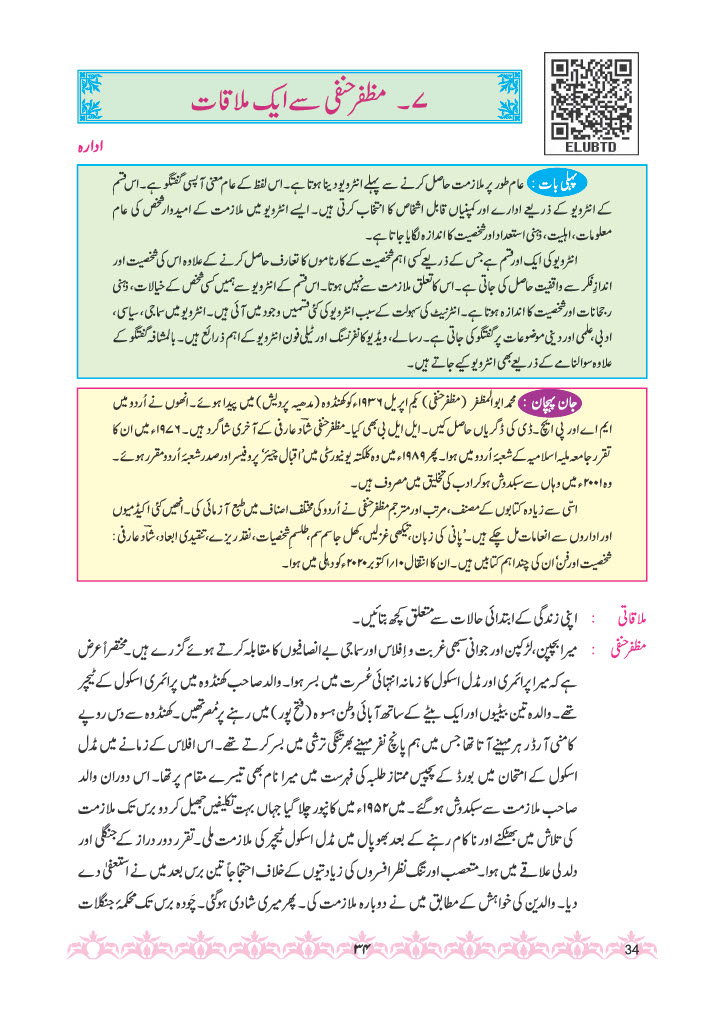 ELUBTD
۷۔ مظفر حنفی سے ایک ملاقات
ادارہ
پہلی بات : عام طور پر ملازمت حاصل کرنے سے پہلے انٹرویو دینا ہوتا ہے۔ اس لفظ کے عام معنی آپسی گفتگو ہے۔ اس قسم
کے انٹرویو کے ذریعے ادارے اور کمپنیاں قابل اشخاص کا انتخاب کرتی ہیں۔ ایسے انٹرویو میں ملازمت کے امیدوار شخص کی عام
معلومات، اہلیت، ذہنی استعداد اور شخصیت کا اندازہ لگایا جاتا ہے۔
انٹرویو کی ایک اور قسم ہے جس کے ذریعے کسی اہم شخصیت کے کارناموں کا تعارف حاصل کرنے کے علاوہ اس کی شخصیت اور
اندازِ فکر سے واقفیت حاصل کی جاتی ہے۔ اس کا تعلق ملازمت سے نہیں ہوتا۔ اس قسم کے انٹرویو سے ہمیں کسی شخص کے خیالات، ذہنی
رجحانات اور شخصیت کا اندازہ ہوتا ہے۔ انٹرنیٹ کی سہولت کے سبب انٹرویو کی کئی قسمیں وجود میں آئی ہیں۔ انٹرویو میں سماجی، سیاسی،
ادبی، علمی اور دینی موضوعات پر گفتگو کی جاتی ہے۔ رسالے، ویڈیو کانفرنسنگ اور ٹیلی فون انٹرویو کے اہم ذرائع ہیں۔ بالمشافہ گفتگو کے
علاوہ سوالنامے کے ذریعے بھی انٹرویو کیے جاتے ہیں۔
جان پہچان : محمد ابوالمظفر (مظفر حنفی) یکم اپریل ۱۹۳۶ء کو کھنڈوہ (مدھیہ پردیش) میں پیدا ہوئے۔ انھوں نے اُردو میں
ایم اے اور پی ایچ۔ ڈی کی ڈگریاں حاصل کیں۔ ایل ایل بی بھی کیا۔ مظفر حنفی شادؔ عارفی کے آخری شاگرد ہیں۔ ۱۹۷۶ء میں ان کا
تقرر جامعہ ملیہ اسلامیہ کے شعبۂ اُردو میں ہوا۔ پھر ۱۹۸۹ء میں وہ کلکتہ یونیورسٹی میں 'اقبال چیئر' پروفیسر اور صدر شعبۂ اُردو مقرر ہوئے۔
وہ ۲۰۰۱ء میں وہاں سے سبکدوش ہو کر ادب کی تخلیق میں مصروف ہیں۔
اسّی سے زیادہ کتابوں کے مصنف، مرتب اور مترجم مظفر حنفی نے اُردو کی مختلف اصناف میں طبع آزمائی کی۔ انھیں کئی اکیڈمیوں
اور اداروں سے انعامات مل چکے ہیں۔ 'پانی کی زبان، تیکھی غزلیں، کھل جا سم سم، طلسمِ شخصیات، نقد ریزے، تنقیدی ابعاد، شادؔ عارفی :
شخصیت اور فن' ان کی چند اہم کتابیں ہیں۔ ان کا انتقال ۱۰؍ اکتوبر ۲۰۲۰ء کو دہلی میں ہوا۔
ملاقاتی : اپنی زندگی کے ابتدائی حالات سے متعلق کچھ بتائیں۔
مظفر حنفی : میرا بچپن، لڑکپن اور جوانی سبھی غربت و افلاس اور سماجی بے انصافیوں کا مقابلہ کرتے ہوئے گزرے ہیں۔ مختصراً عرض
ہے کہ میرا پرائمری اور مڈل اسکول کا زمانہ انتہائی عُسرت میں بسر ہوا۔ والد صاحب کھنڈوہ میں پرائمری اسکول کے ٹیچر
تھے۔ والدہ تین بیٹیوں اور ایک بیٹے کے ساتھ آبائی وطن ہسوہ (فتح پور) میں رہنے پر مُصر تھیں۔ کھنڈوہ سے دس روپے
کا منی آرڈر ہر مہینے آتا تھا جس میں ہم پانچ نفر مہینے بھر تنگی ترشی میں بسر کرتے تھے۔ اس افلاس کے زمانے میں مڈل
اسکول کے امتحان میں بورڈ کے پچیس ممتاز طلبہ کی فہرست میں میرا نام بھی تیسرے مقام پر تھا۔ اس دوران والد
صاحب ملازمت سے سبکدوش ہو گئے۔ میں ۱۹۵۲ء میں کانپور چلا گیا جہاں بہت تکلیفیں جھیل کر دو برس تک ملازمت
کی تلاش میں بھٹکنے اور ناکام رہنے کے بعد بھوپال میں مڈل اسکول ٹیچر کی ملازمت ملی۔ تقرر دور دراز کے جنگلی اور
دلدلی علاقے میں ہوا۔ متعصب اور تنگ نظر افسروں کی زیادتیوں کے خلاف احتجاجاً تین برس بعد میں نے استعفیٰ دے
دیا۔ والدین کی خواہش کے مطابق میں نے دوبارہ ملازمت کی۔ پھر میری شادی ہو گئی۔ چَودہ برس تک محکمۂ جنگلات
۳۴
34